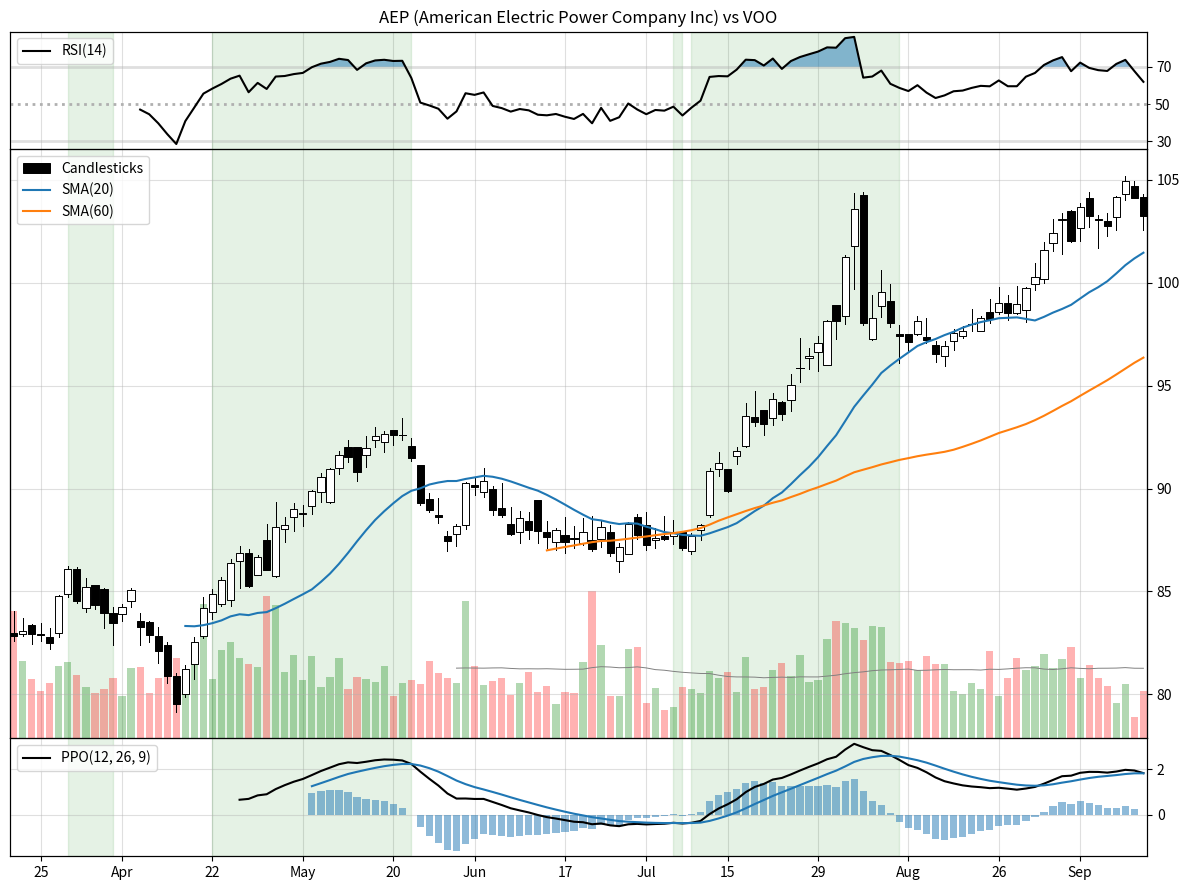 AEP (American Electric Power Company Inc) vs VOO
RSI(14)
70
50
30
Candlesticks
SMA(20)
SMA(60)
105
100
95
90
85
80
PPO(12, 26, 9)
2
0
25 Apr 22 May 20 Jun 17 Jul 15 29 Aug 26 Sep